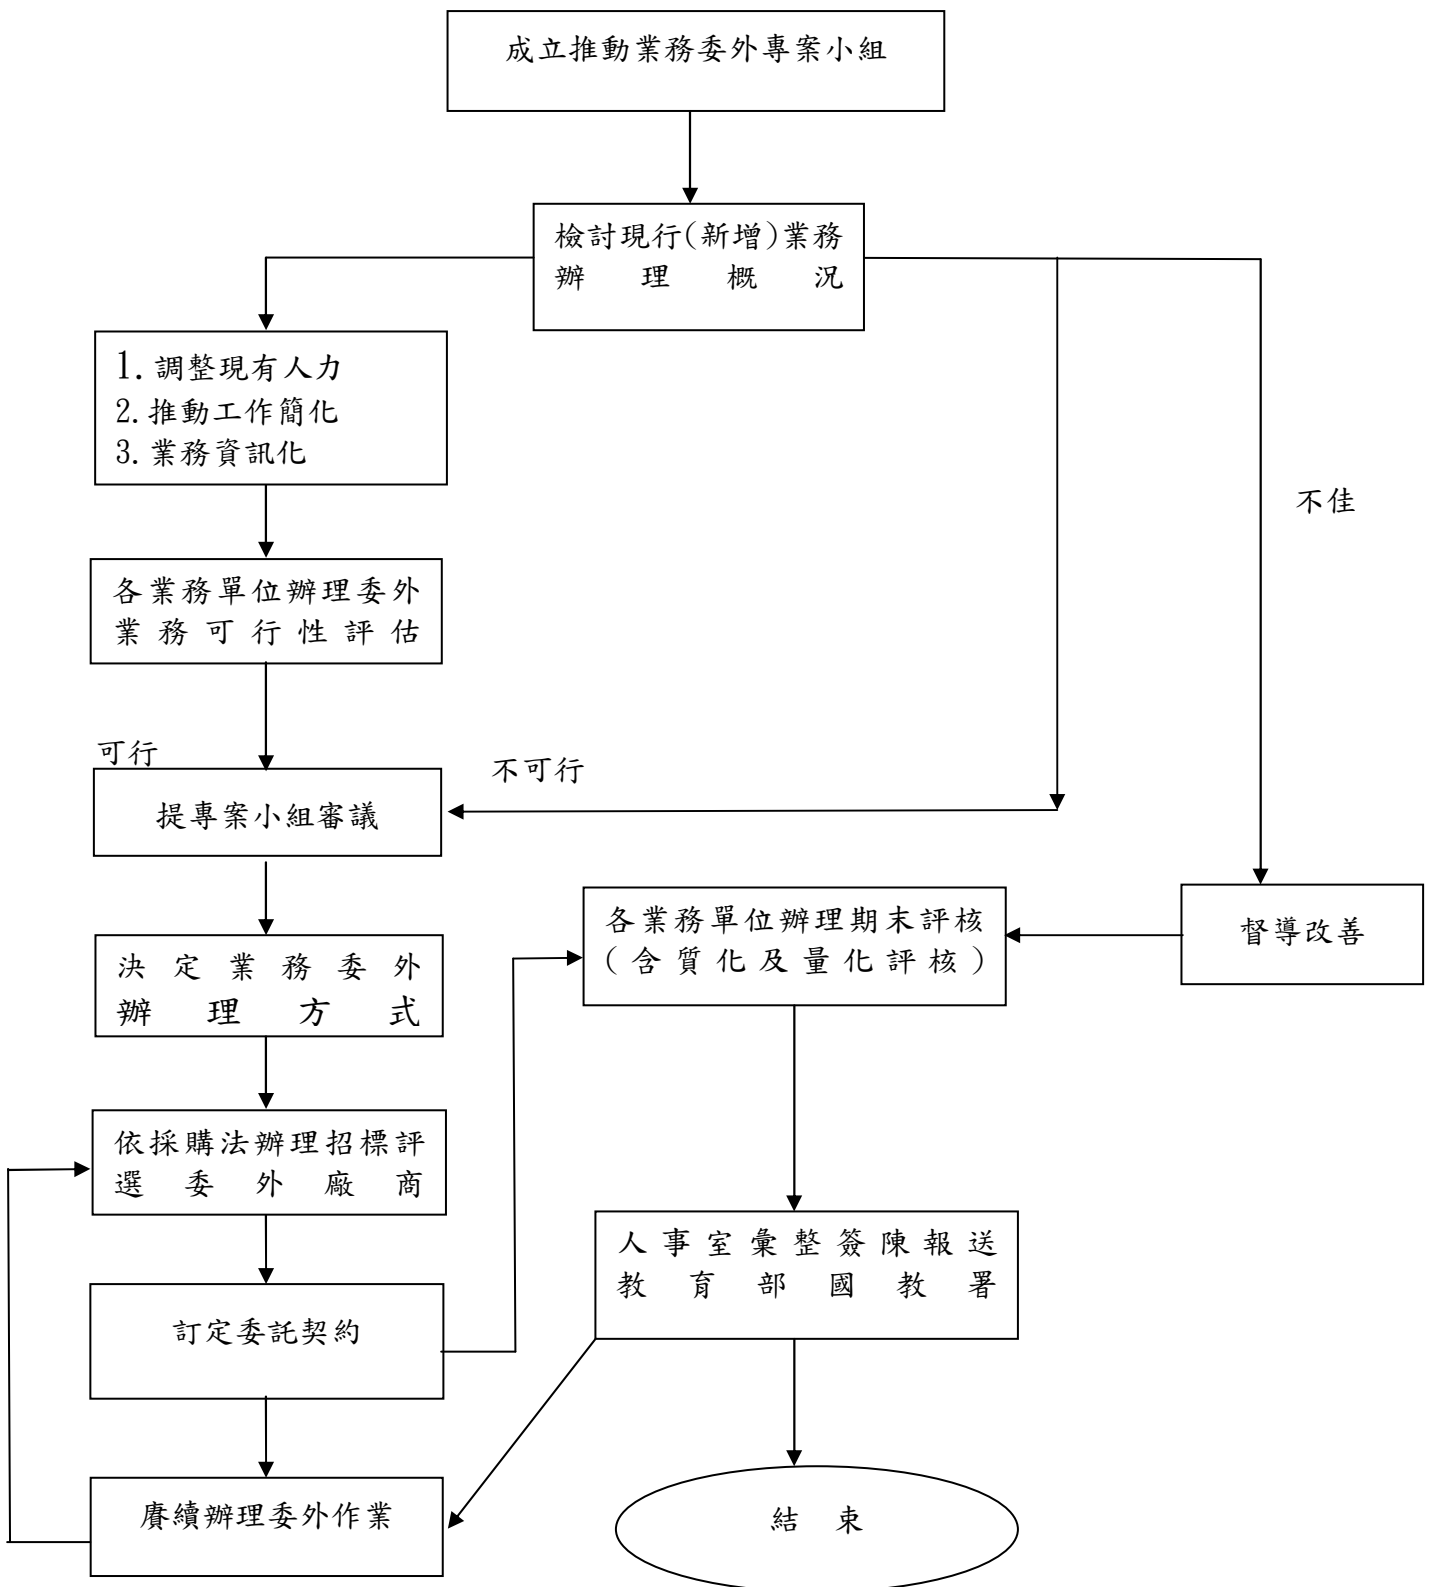 成立推動業務委外專案小組
檢討現行(新增)業務
辦理概況
1.調整現有人力
2.推動工作簡化
3.業務資訊化
不佳
各業務單位辦理委外
業務可行性評估
可行
不可行
提專案小組審議
各業務單位辦理期末評核
(含質化及量化評核)
督導改善
決定業務委外
辦理方式
依採購法辦理招標評
選委外廠商
人事室彙整簽陳報送
教育部國教署
訂定委託契約
賡續辦理委外作業
結束